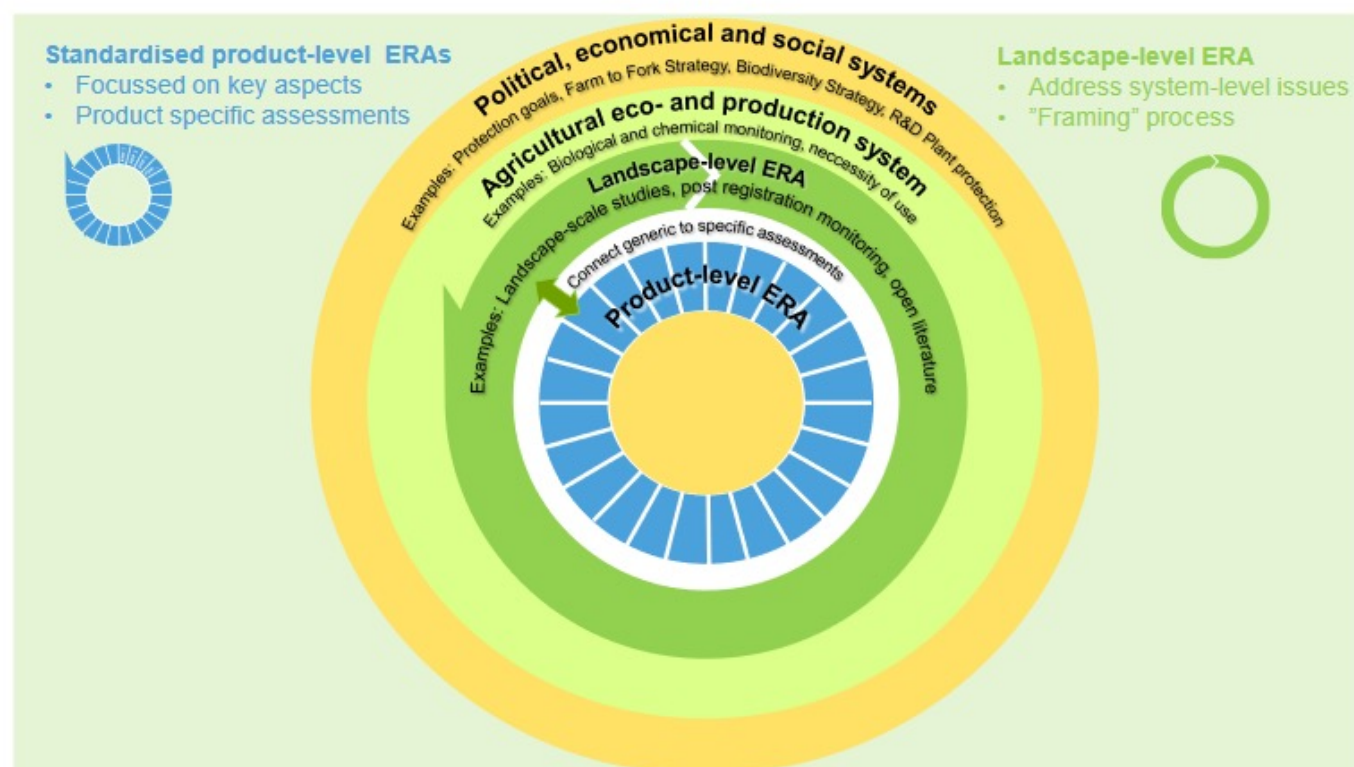 Standardised product-level ERAs
• Focussed on key aspects
• Product specific assessments
Political, economical and social systems
Examples: Protection goals, Farm to Fork Strategy, Biodiversity Strategy, R&D Plant protection
Agricultural eco- and production system
Examples: Biological and chemical monitoring, neccessity of use
Landscape-level ERA
Examples: Landscape-scale studies, post registration monitoring, open literature
Connect generic to specific assessments
Product-level ERA
Landscape-level ERA
• Address system-level issues
• "Framing" process